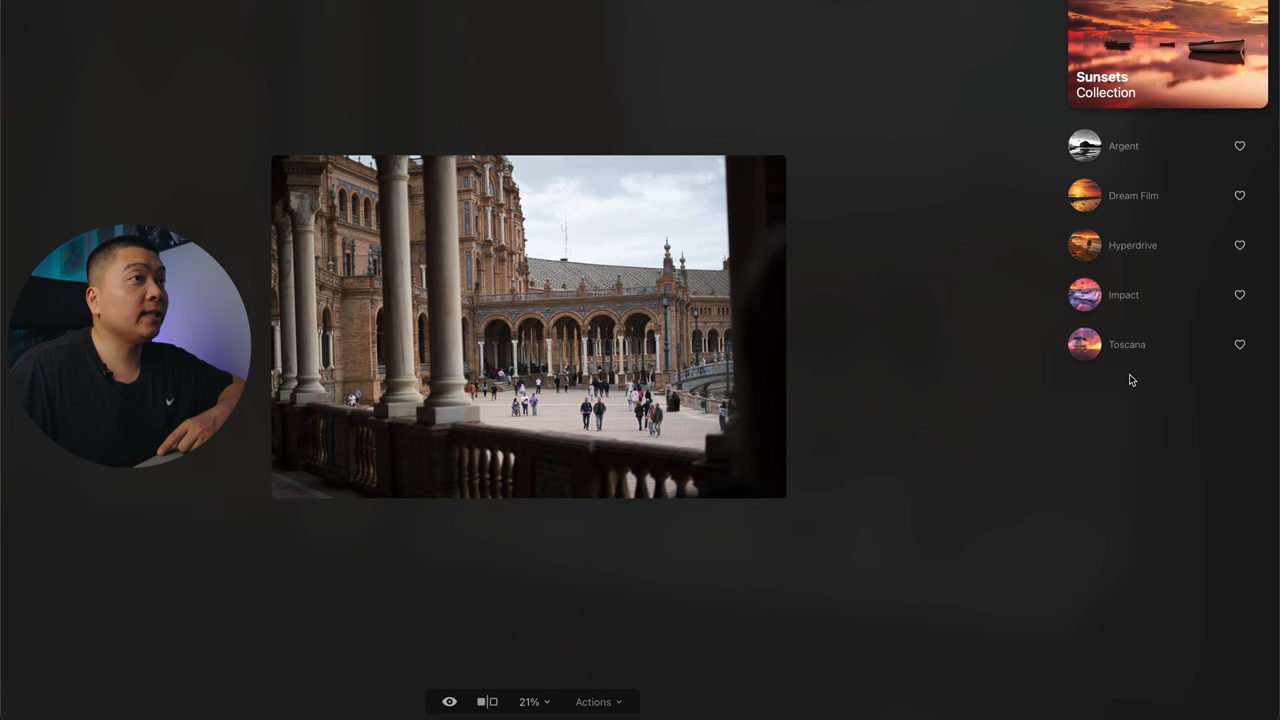 Sunsets
Collection
Argent
Dream Film
Hyperdrive
Impact
Toscana
21%
Actions